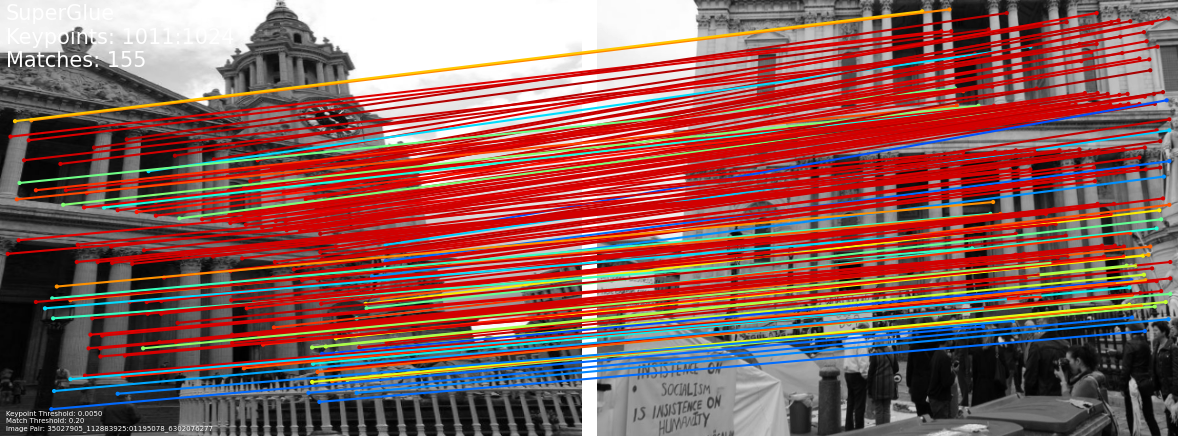 SuperGlue
Keypoints: 1011:1024
Matches: 155
INSISTENCE ON
SOCIALISM
IS INSISTENCE ON
HUMANITY
Keypoint Threshold: 0.0050
Match Threshold: 0.20
Image Pair: 35027905_112883925:01195078_6302076277